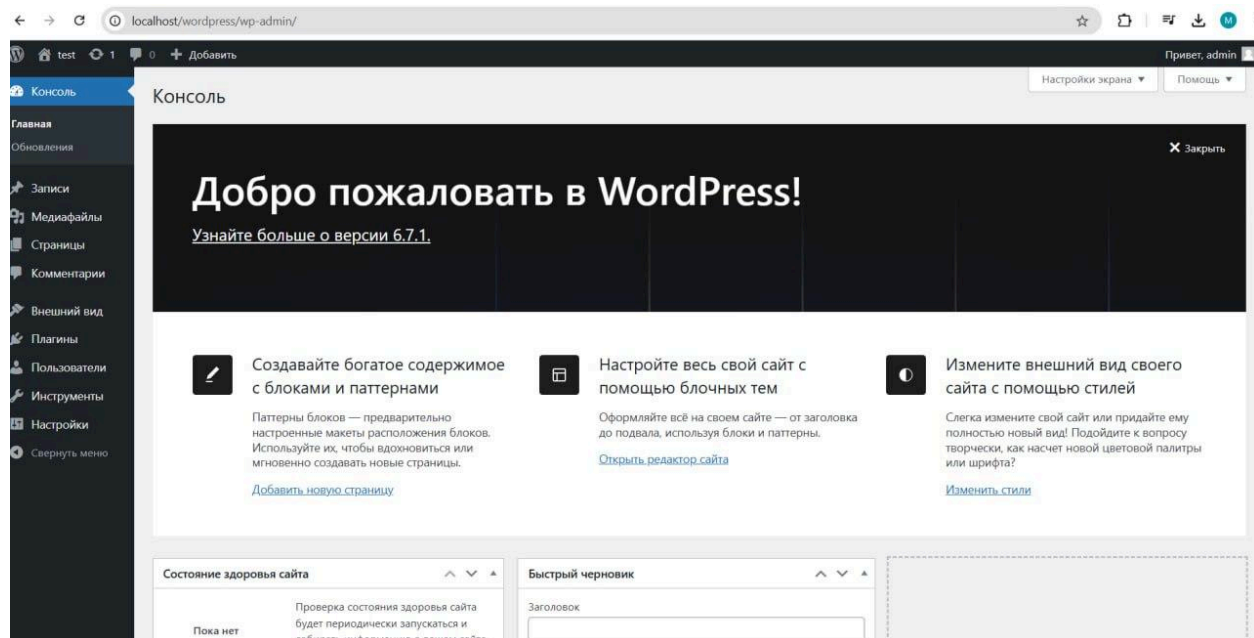 localhost/wordpress/wp-admin/
M
test 1 0 + Добавить
Привет, admin
Консоль
Главная
Обновления
Записи
Медиафайлы
Страницы
Комментарии
Внешний вид
Плагины
Пользователи
Инструменты
Настройки
Свернуть меню
Консоль
Настройки экрана ▼
Помощь ▼
Закрыть
Добро пожаловать в WordPress!
Узнайте больше о версии 6.7.1.
Создавайте богатое содержимое
с блоками и паттернами
Паттерны блоков — предварительно
настроенные макеты расположения блоков.
Используйте их, чтобы вдохновиться или
мгновенно создавать новые страницы.
Добавить новую страницу
Настройте весь свой сайт с
помощью блочных тем
Оформляйте всё на своем сайте — от заголовка
до подвала, используя блоки и паттерны.
Открыть редактор сайта
Измените внешний вид своего
сайта с помощью стилей
Слегка измените свой сайт или придайте ему
полностью новый вид! Подойдите к вопросу
творчески, как насчет новой цветовой палитры
или шрифта?
Изменить стили
Состояние здоровья сайта
Пока нет
Проверка состояния здоровья сайта
будет периодически запускаться и
Быстрый черновик
Заголовок